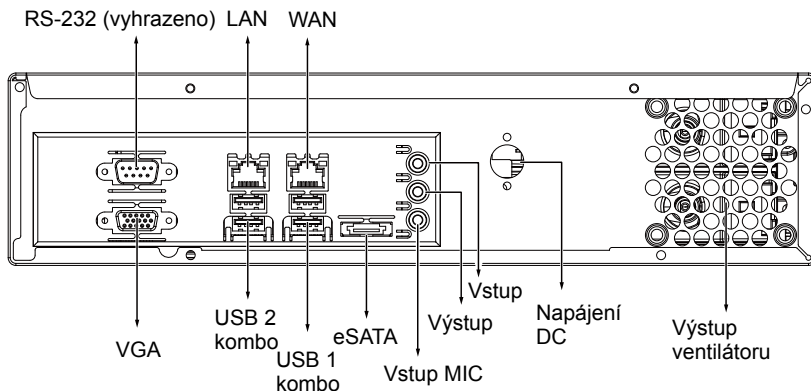 RS-232 (vyhrazeno) LAN WAN
Vstup
USB 2
kombo
eSATA
Výstup
Napájení
DC
Výstup
ventilátoru
VGA
USB 1
kombo
Vstup MIC